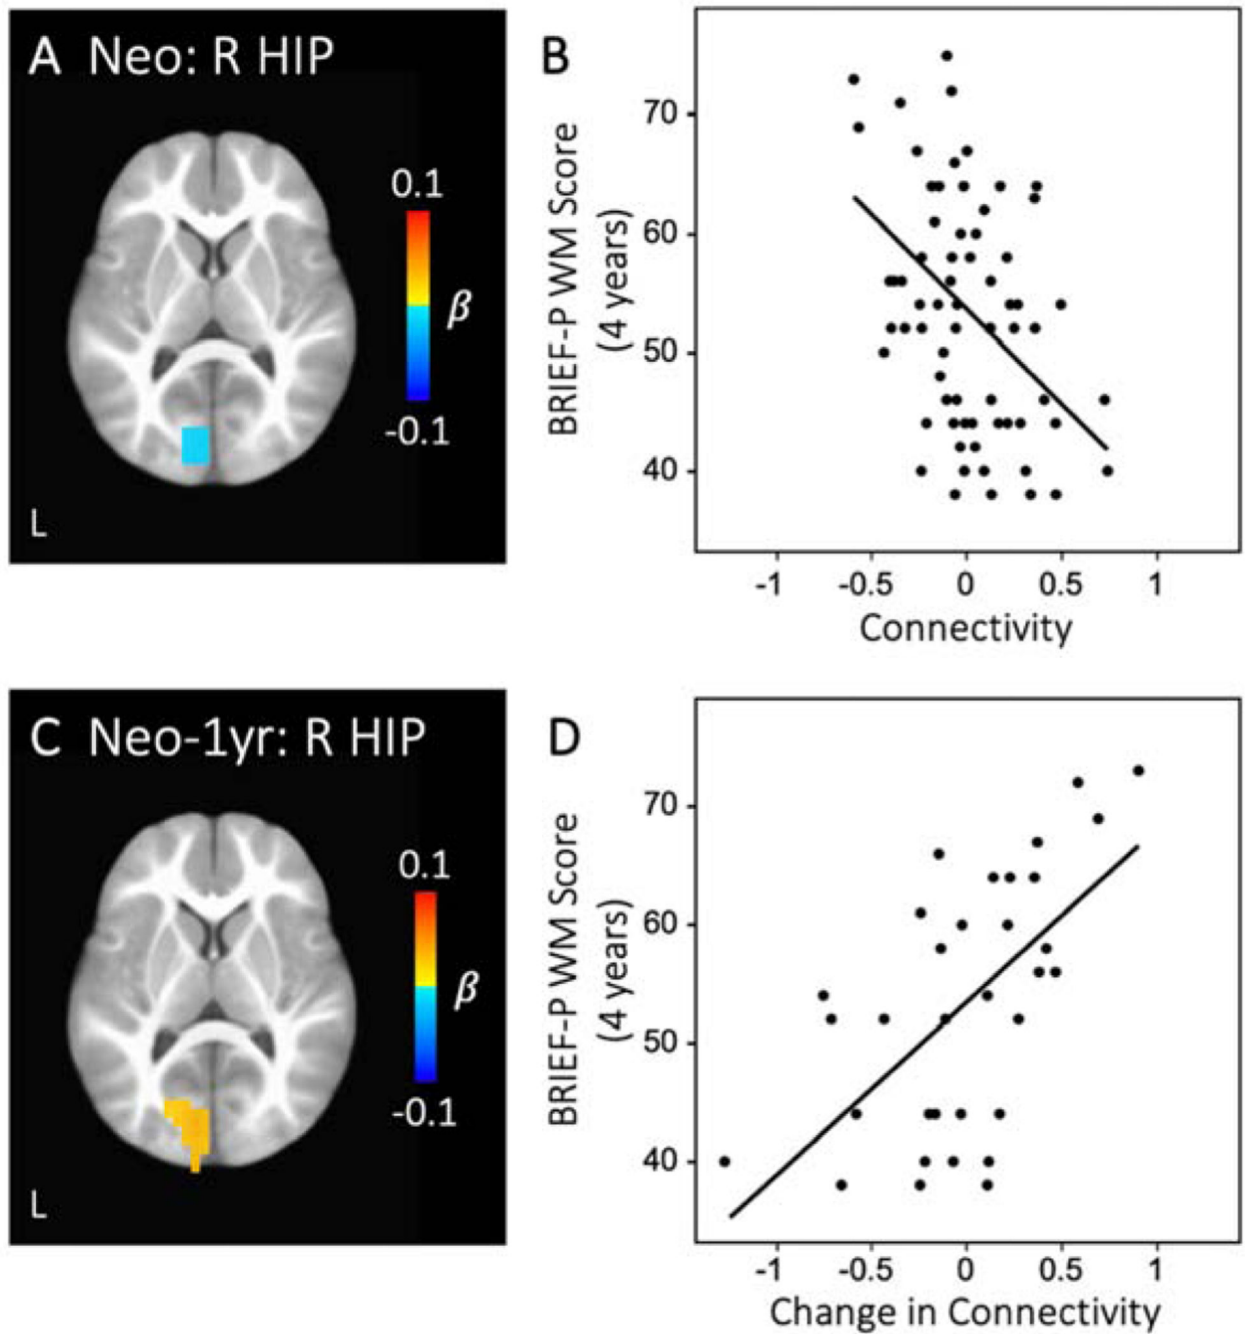 A Neo: R HIP
0.1
β
-0.1
L
B
BRIEF-P WM Score
(4 years)
70
60
50
40
-1 -0.5 0 0.5 1
Connectivity
C Neo-1yr: R HIP
0.1
β
-0.1
L
D
BRIEF-P WM Score
(4 years)
70
60
50
40
-1 -0.5 0 0.5 1
Change in Connectivity